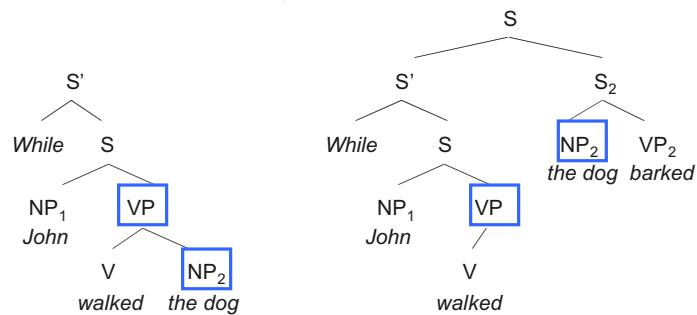 S
S’ S’ S₂
While S While S NP₂ VP₂
the dog barked
NP₁ VP NP₁ VP
John John
V NP₂ V
walked the dog walked